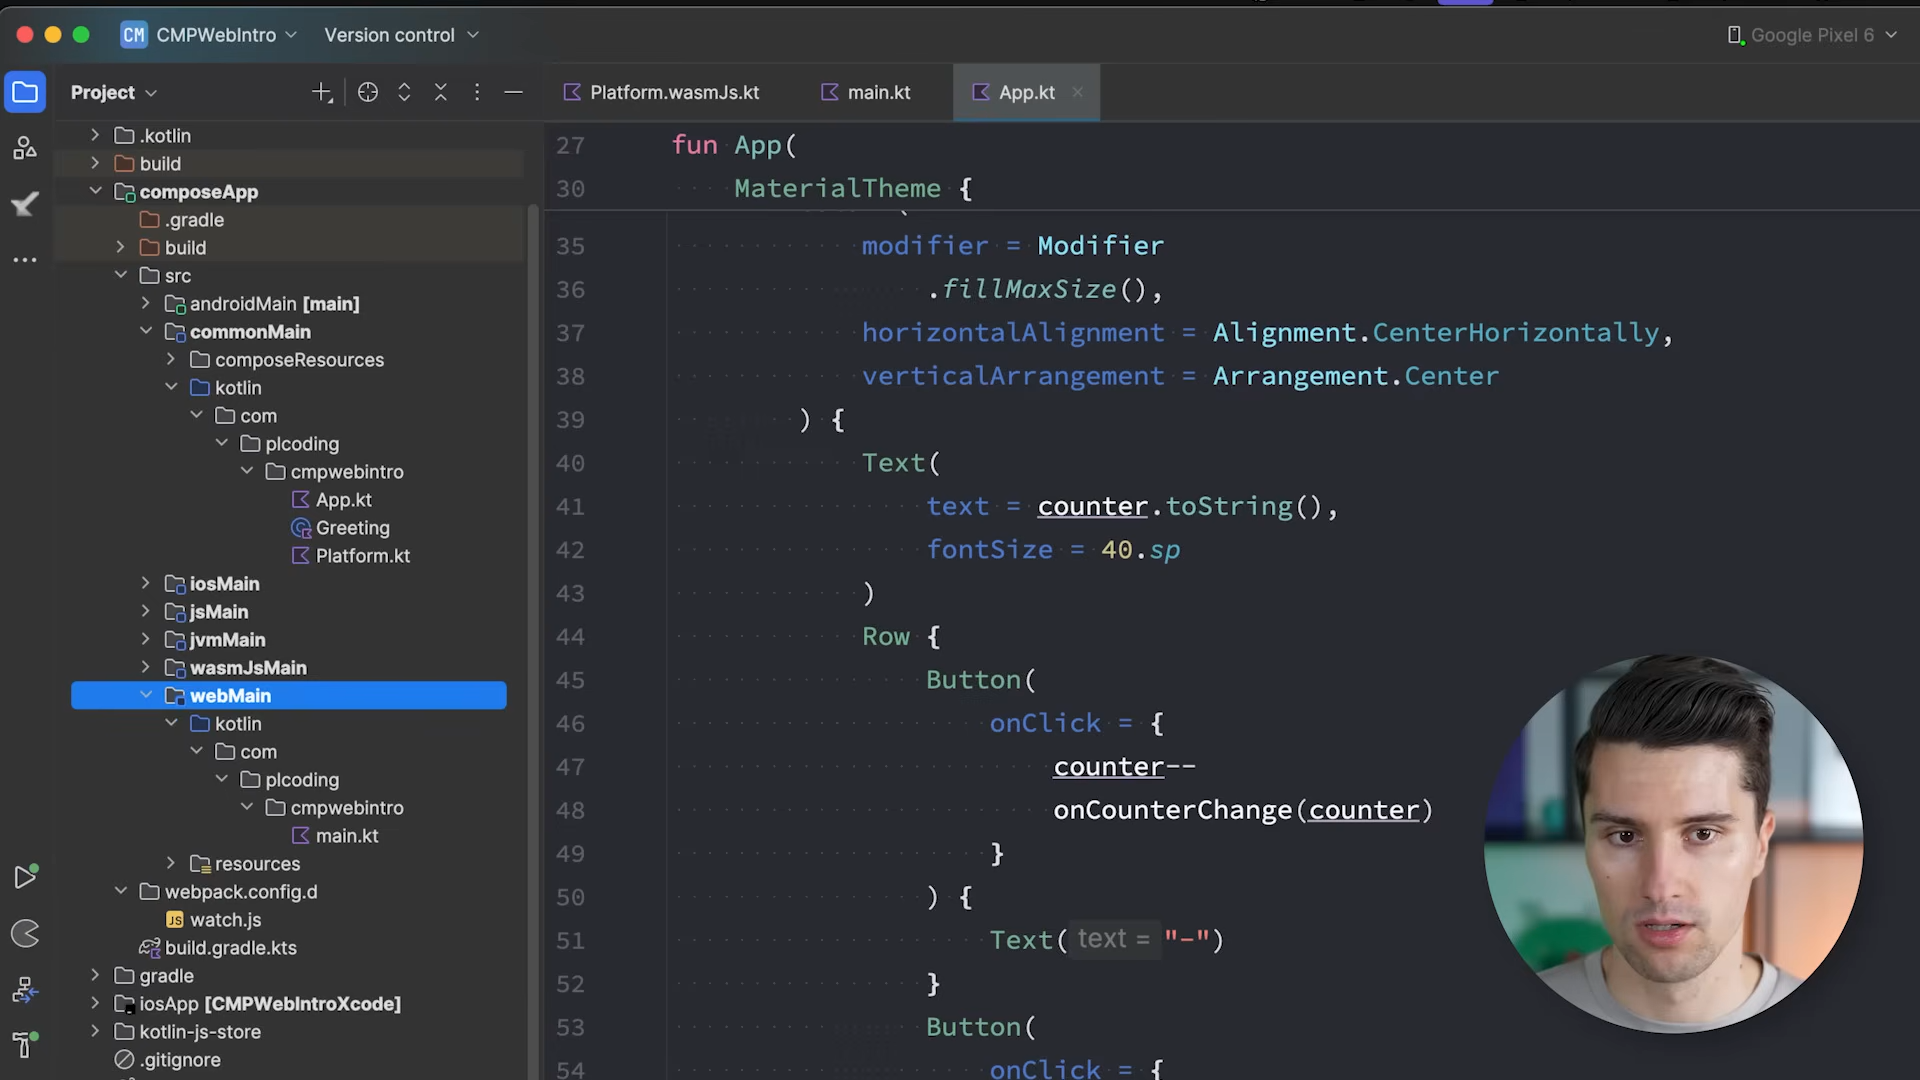 CM CMPWebIntro Version control Google Pixel 6
Project
Platform.wasmJs.kt main.kt App.kt
.kotlin
build
composeApp
.gradle
build
src
androidMain [main]
commonMain
composeResources
kotlin
com
plcoding
cmpwebintro
App.kt
Greeting
Platform.kt
iosMain
jsMain
jvmMain
wasmJsMain
webMain
kotlin
com
plcoding
cmpwebintro
main.kt
resources
webpack.config.d
JS watch.js
build.gradle.kts
gradle
iosApp [CMPWebIntroXcode]
kotlin-js-store
.gitignore
27 fun App(
30 MaterialTheme {
35 modifier = Modifier
36 .fillMaxSize(),
37 horizontalAlignment = Alignment.CenterHorizontally,
38 verticalArrangement = Arrangement.Center
39 ) {
40 Text(
41 text = counter.toString(),
42 fontSize = 40.sp
43 )
44 Row {
45 Button(
46 onClick = {
47 counter--
48 onCounterChange(counter)
49 }
50 ) {
51 Text( text = "-")
52 }
53 Button(
54 onClick = {